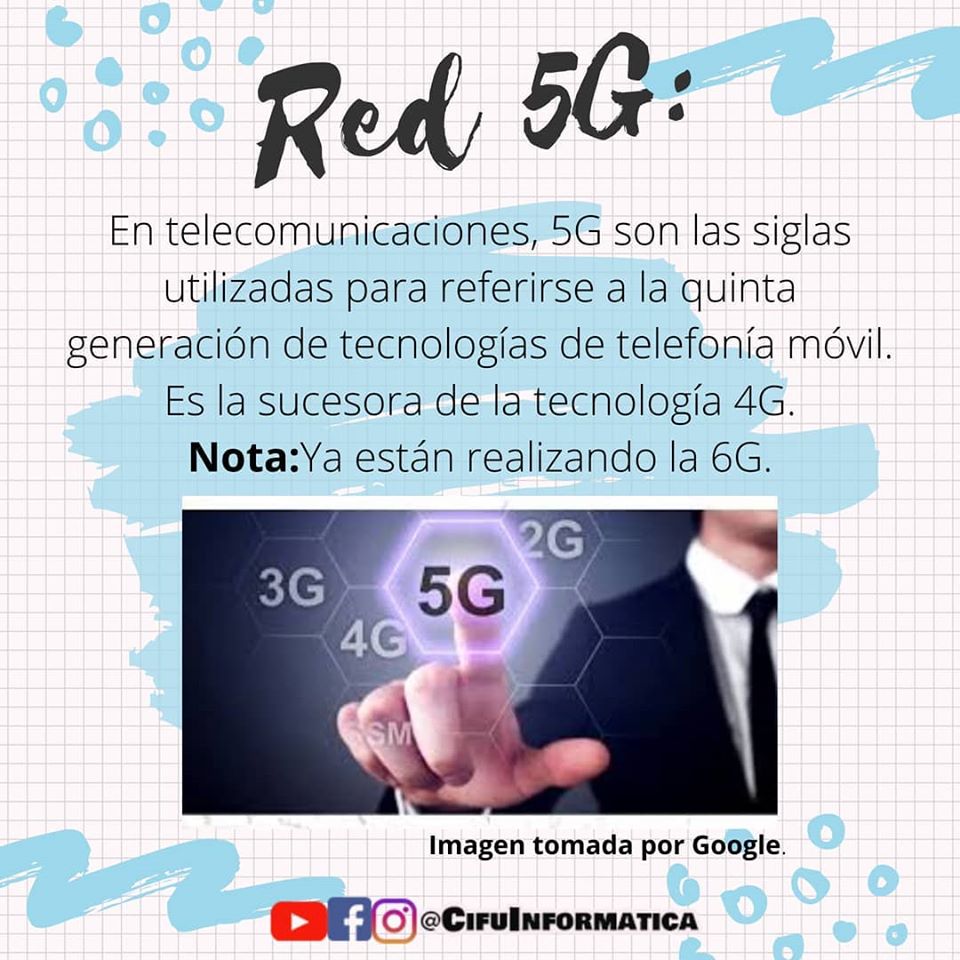 Red 5G:
En telecomunicaciones, 5G son las siglas
utilizadas para referirse a la quinta
generación de tecnologías de telefonía móvil.
Es la sucesora de la tecnología 4G.
Nota:Ya están realizando la 6G.
2G
3G
5G
4G
SM
Imagen tomada por Google.
@CIFUINFORMATICA